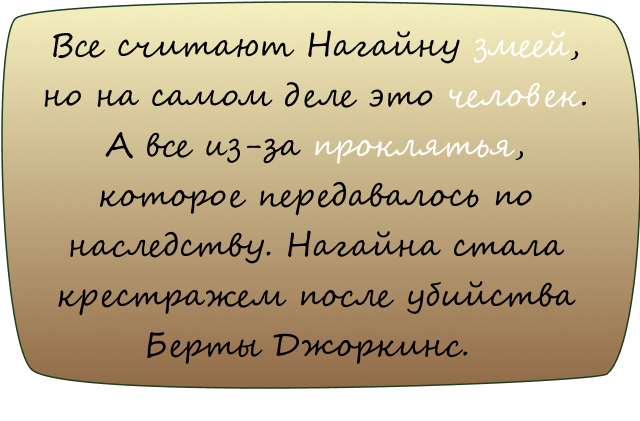 Все считают Нагайну змеей,
но на самом деле это человек.
А все из-за проклятья,
которое передавалось по
наследству. Нагайна стала
крестражем после убийства
Берты Джоркинс.